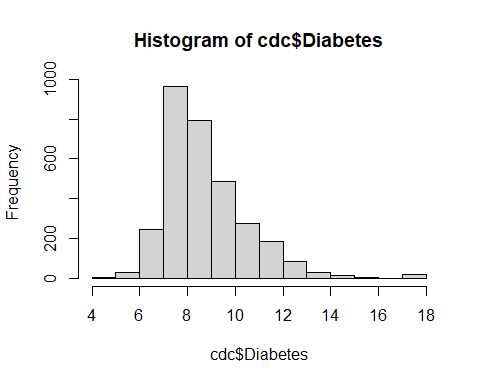 Histogram of cdc$Diabetes
Frequency
1000
600
200
0
4 6 8 10 12 14 16 18
cdc$Diabetes